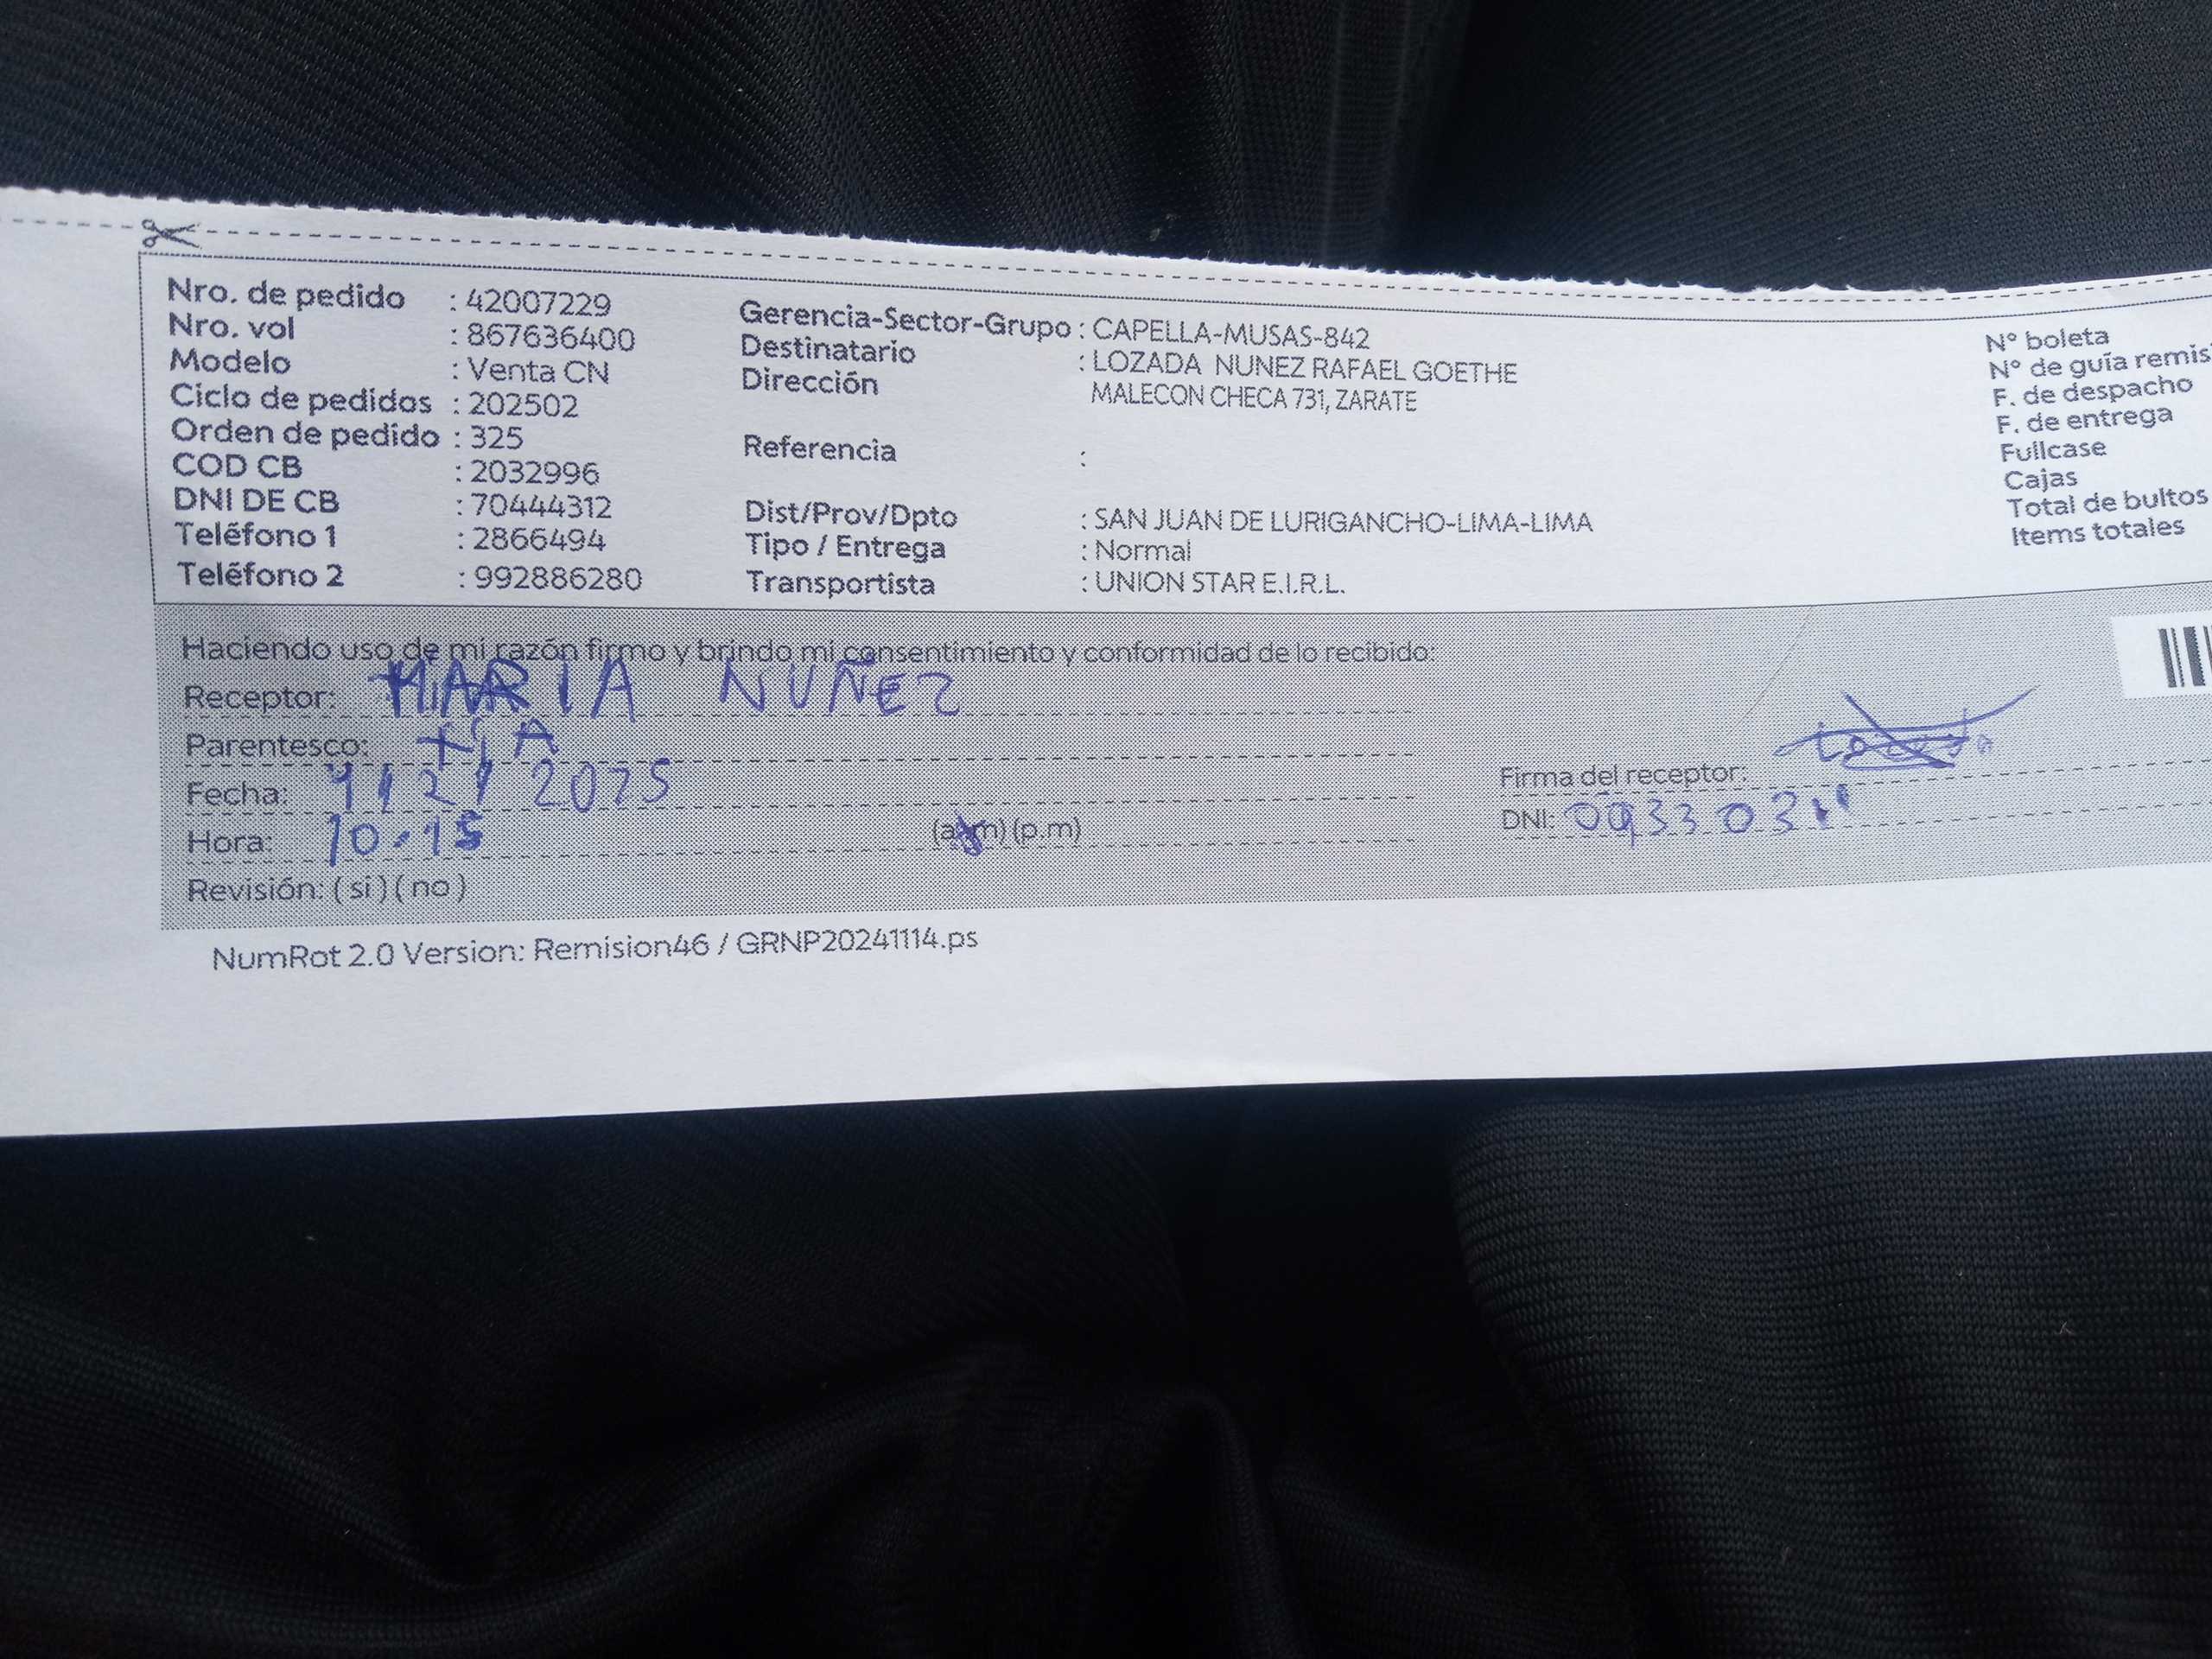 Nro. de pedido : 42007229
Nro. vol : 867636400
Modelo : Venta CN
Ciclo de pedidos : 202502
Orden de pedido : 325
COD CB : 2032996
DNI DE CB : 70444312
Teléfono 1 : 2866494
Teléfono 2 : 992886280
Gerencia-Sector-Grupo : CAPELLA-MUSAS-842
Destinatario : LOZADA NUNEZ RAFAEL GOETHE
Dirección MALECON CHECA 731, ZARATE
Referencia :
Dist/Prov/Dpto : SAN JUAN DE LURIGANCHO-LIMA-LIMA
Tipo / Entrega : Normal
Transportista : UNION STAR E.I.R.L.
N° boleta
N° de guía remis
F. de despacho
F. de entrega
Fullcase
Cajas
Total de bultos
Items totales
Haciendo uso de mi razón firmo y brindo mi consentimiento y conformidad de lo recibido:
Receptor: MARIA NUÑEZ
Parentesco: tiA
Fecha:
Hora: 10.15 (a.m) (p.m)
Revisión: ( si ) ( no )
Firma del receptor:
DNI:
NumRot 2.0 Version: Remision46 / GRNP20241114.ps